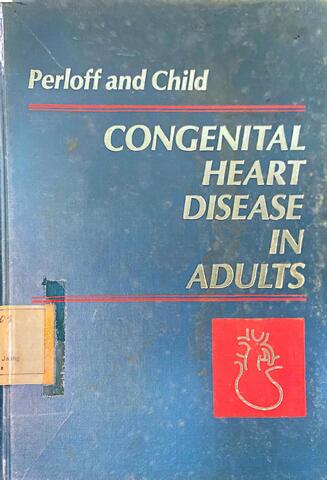 Perloff and Child
CONGENITAL
HEART
DISEASE
IN
ADULTS